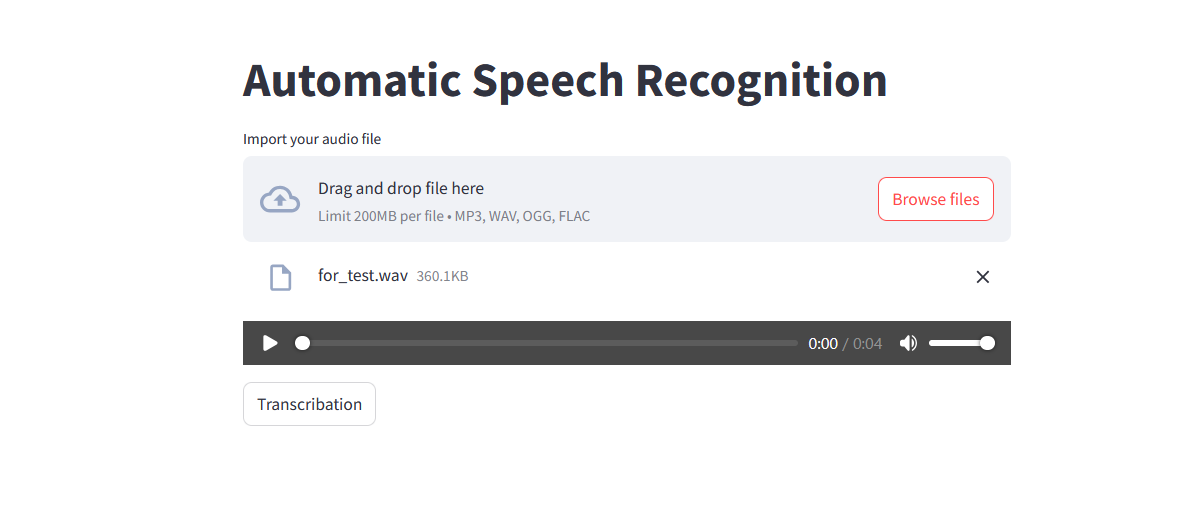 Automatic Speech Recognition
Import your audio file
Drag and drop file here
Limit 200MB per file • MP3, WAV, OGG, FLAC
Browse files
for_test.wav 360.1KB
0:00 / 0:04
Transcribation